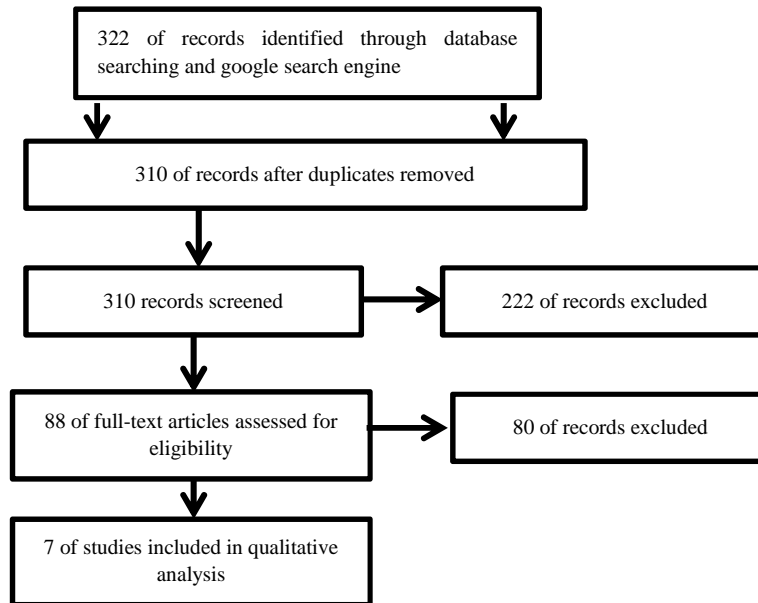 322 of records identified through database
searching and google search engine
310 of records after duplicates removed
310 records screened
222 of records excluded
88 of full-text articles assessed for
eligibility
80 of records excluded
7 of studies included in qualitative
analysis